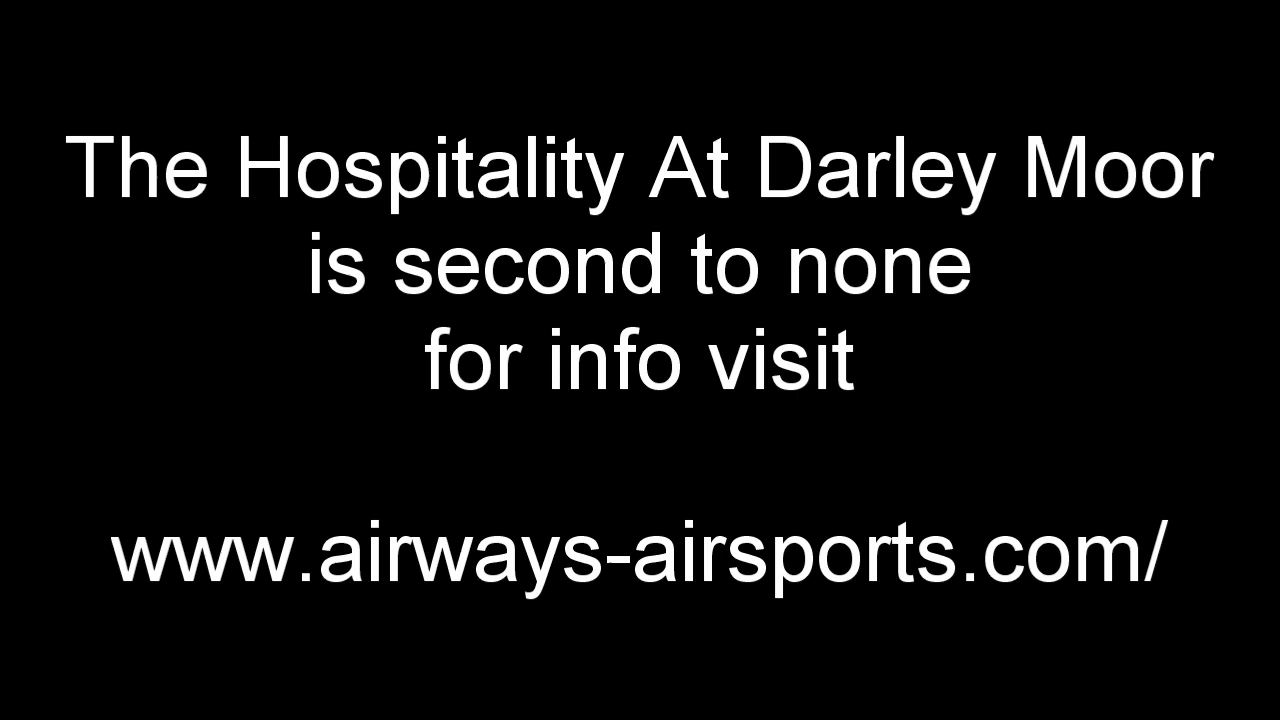 The Hospitality At Darley Moor
is second to none
for info visit
www.airways-airsports.com/